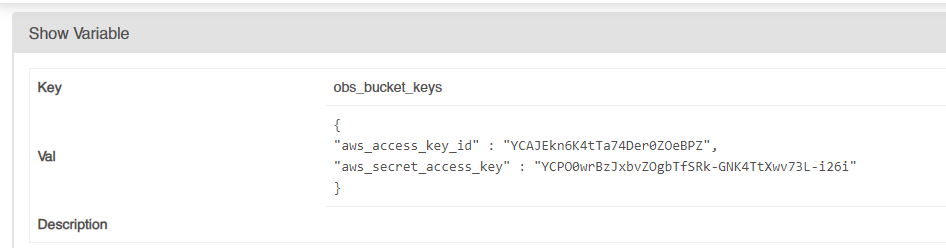 Show Variable
Key obs_bucket_keys
Val
{
"aws_access_key_id" : "YCAJEkn6K4tTa74Der0ZOeBPZ",
"aws_secret_access_key" : "YCPO0wrBzJxbvZOgbTfSRk-GNK4TtXwv73L-i26i"
}
Description